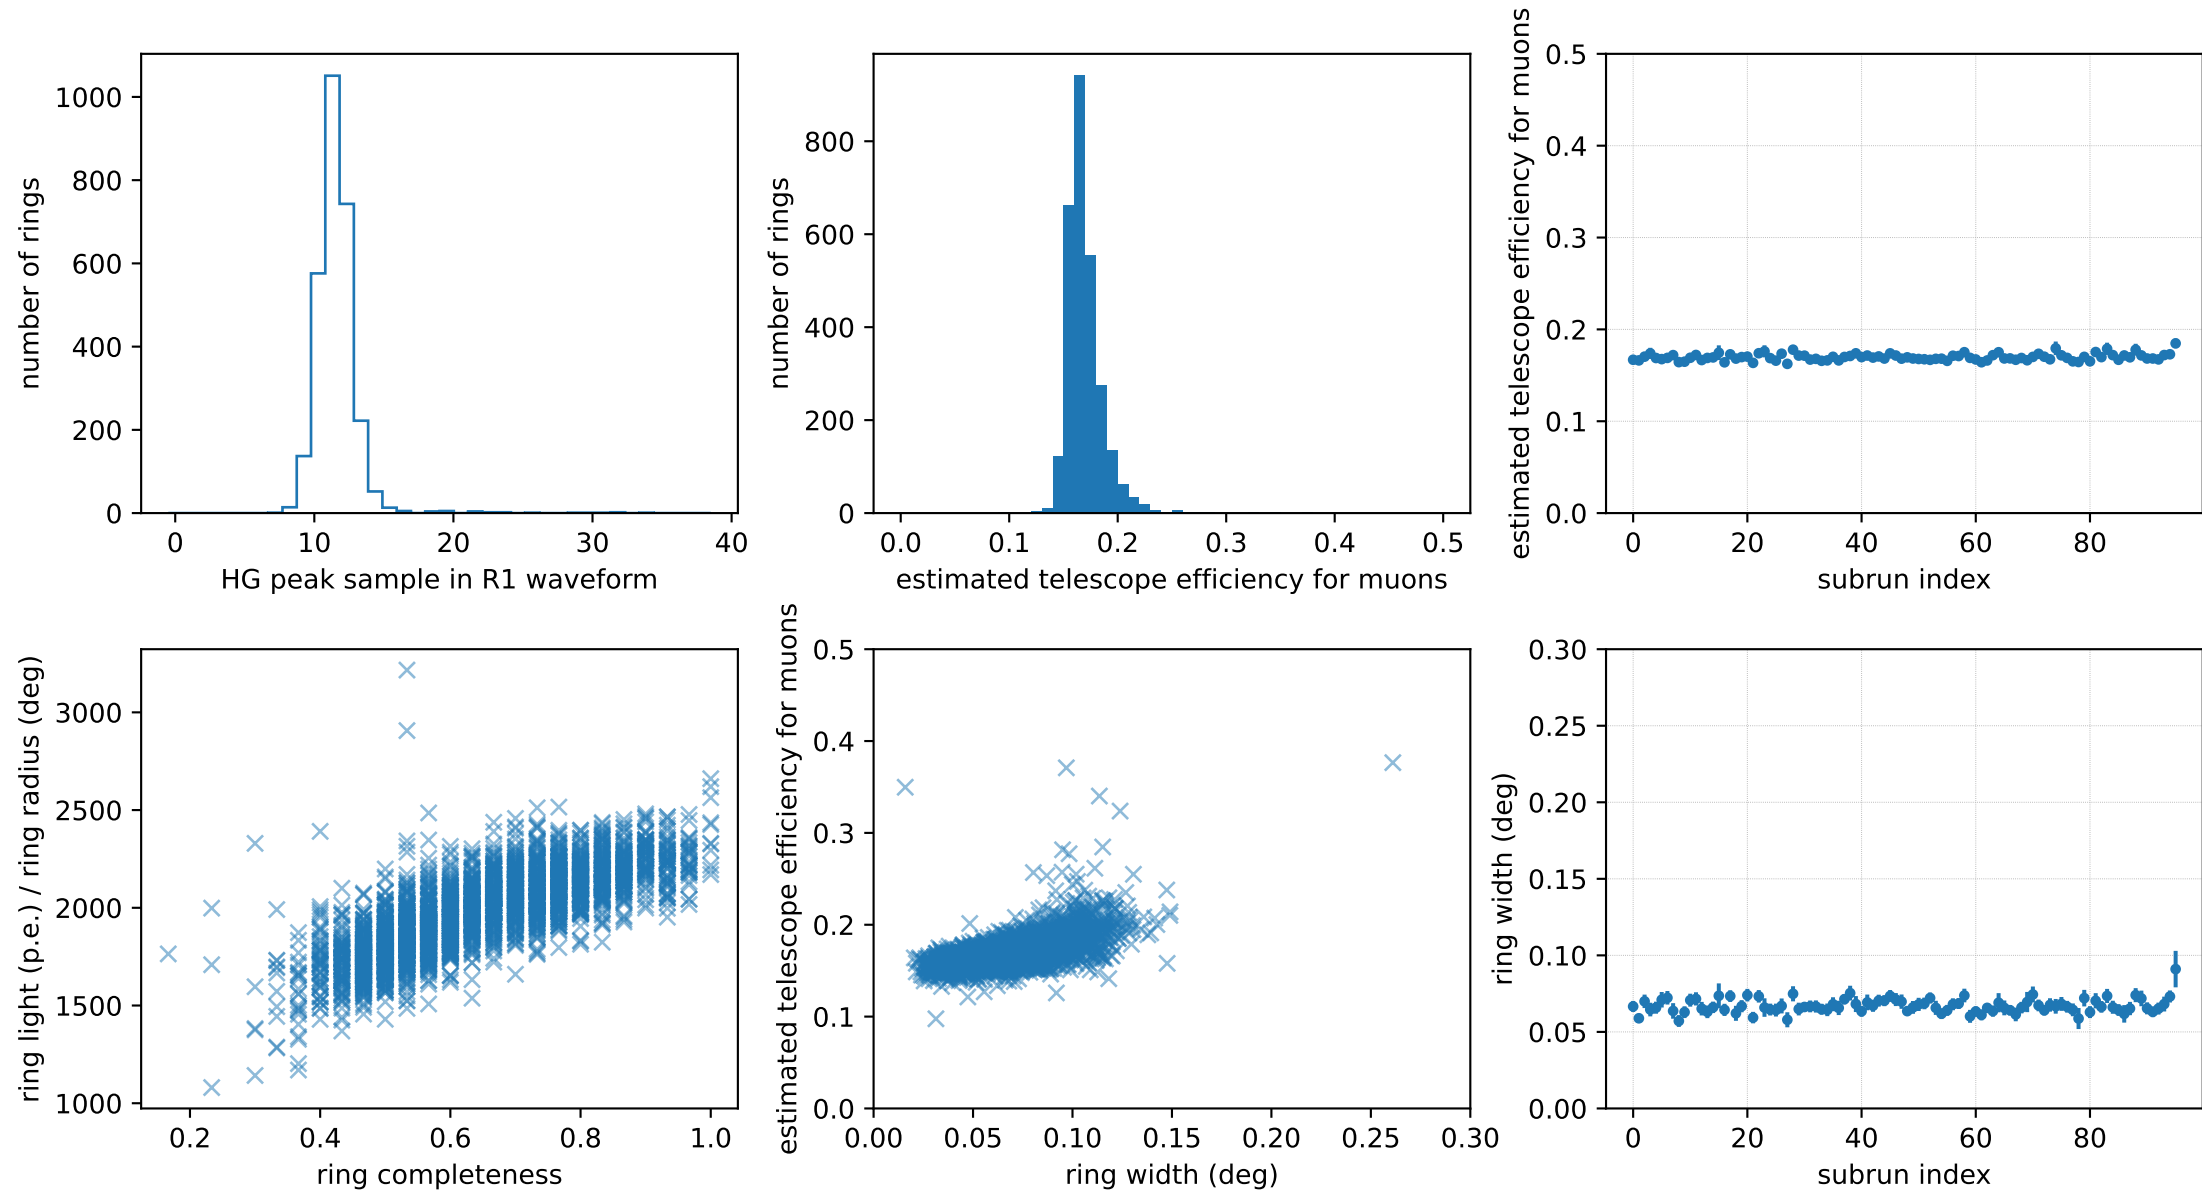 number of rings
1000
800
600
400
200
0
0 10 20 30 40
HG peak sample in R1 waveform
number of rings
800
600
400
200
0
0.0 0.1 0.2 0.3 0.4 0.5
estimated telescope efficiency for muons
estimated telescope efficiency for muons
0.5
0.4
0.3
0.2
0.1
0.0
0 20 40 60 80
subrun index
ring light (p.e.) / ring radius (deg)
3000
2500
2000
1500
1000
0.2 0.4 0.6 0.8 1.0
ring completeness
estimated telescope efficiency for muons
0.5
0.4
0.3
0.2
0.1
0.0
0.00 0.05 0.10 0.15 0.20 0.25 0.30
ring width (deg)
ring width (deg)
0.30
0.25
0.20
0.15
0.10
0.05
0.00
0 20 40 60 80
subrun index